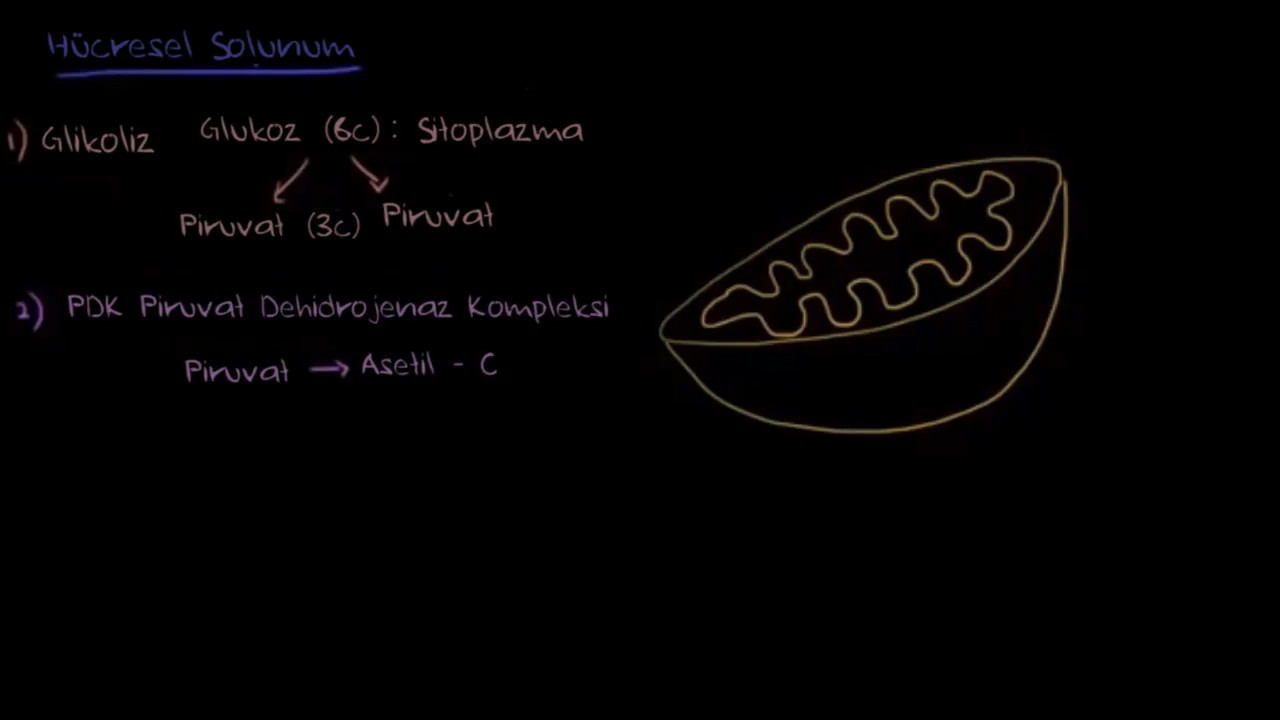 Hücresel Solunum
1) Glikoliz Glukoz (6C): Sitoplazma
Piruvat (3C) Piruvat
2) PDK Piruvat Dehidrojenaz Kompleksi
Piruvat → Asetil - C